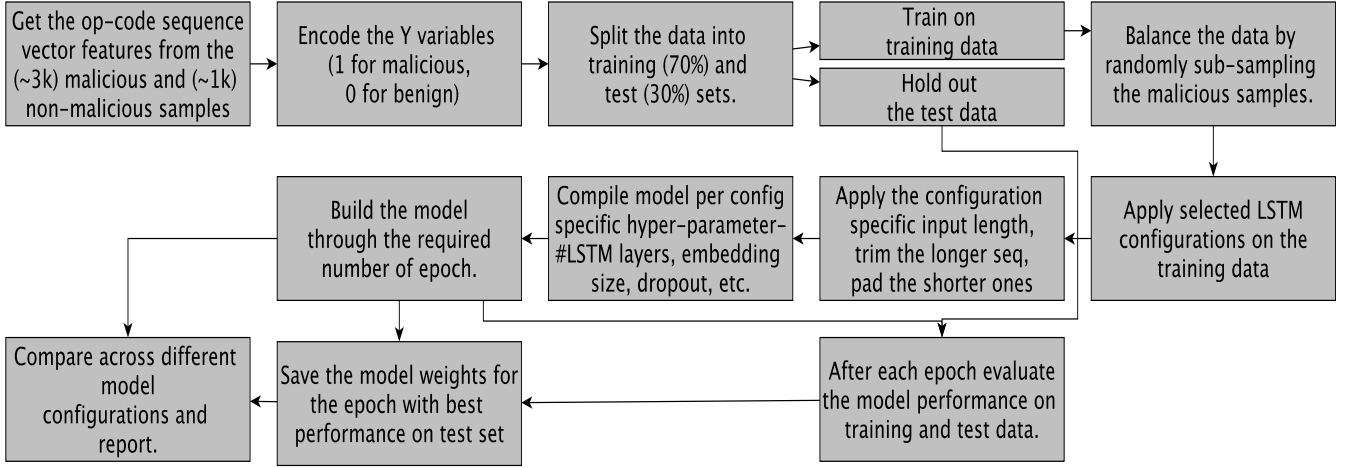 Get the op-code sequence
vector features from the
(~3k) malicious and (~1k)
non-malicious samples
Encode the Y variables
(1 for malicious,
0 for benign)
Split the data into
training (70%) and
test (30%) sets.
Train on
training data
Hold out
the test data
Balance the data by
randomly sub-sampling
the malicious samples.
Apply selected LSTM
configurations on the
training data
Apply the configuration
specific input length,
trim the longer seq,
pad the shorter ones
Compile model per config
specific hyper-parameter-
#LSTM layers, embedding
size, dropout, etc.
Build the model
through the required
number of epoch.
Compare across different
model
configurations and
report.
Save the model weights for
the epoch with best
performance on test set
After each epoch evaluate
the model performance on
training and test data.